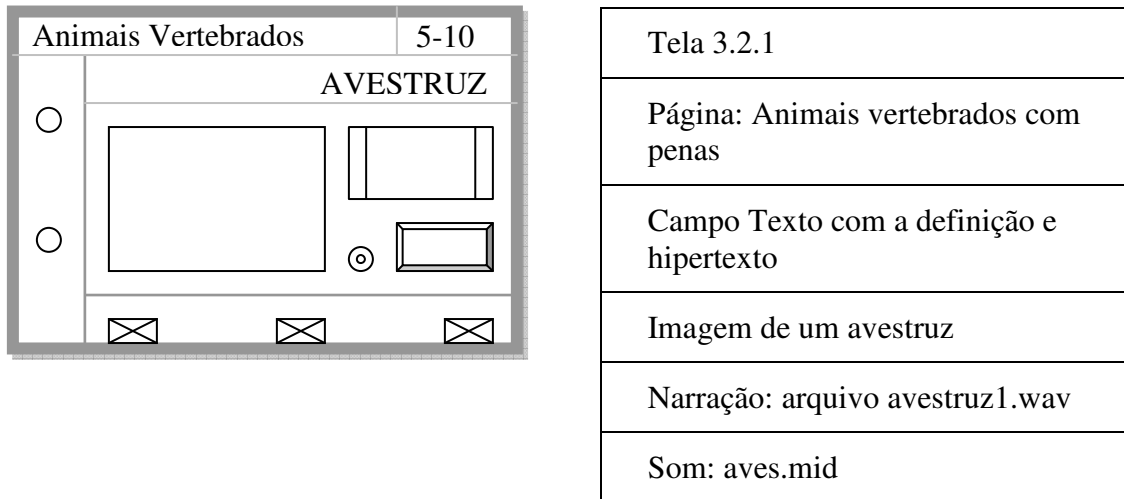 Animais Vertebrados 5-10
AVESTRUZ
Tela 3.2.1
Página: Animais vertebrados com
penas
Campo Texto com a definição e
hipertexto
Imagem de um avestruz
Narração: arquivo avestruz1.wav
Som: aves.mid